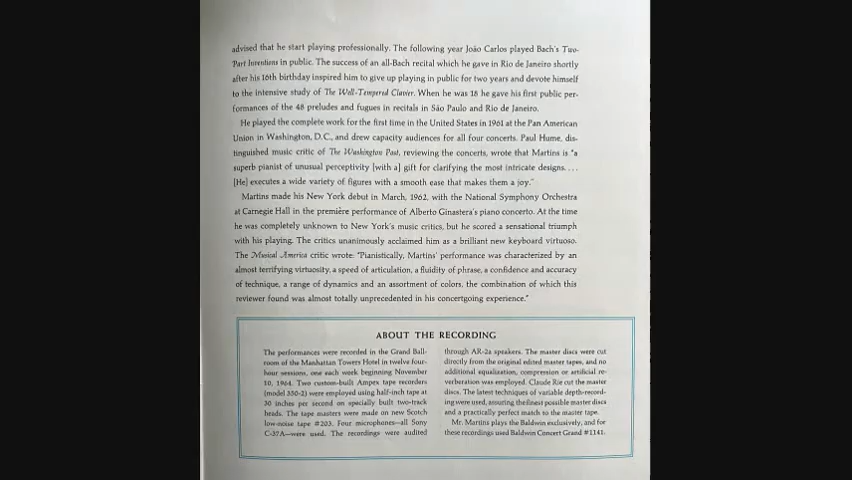 advised that he start playing professionally. The following year João Carlos played Bach's Two-
Part Inventions in public. The success of an all-Bach recital which he gave in Rio de Janeiro shortly
after his 16th birthday inspired him to give up playing in public for two years and devote himself
to the intensive study of The Well-Tempered Clavier. When he was 18 he gave his first public per-
formances of the 48 preludes and fugues in recitals in São Paulo and Rio de Janeiro.
He played the complete work for the first time in the United States in 1961 at the Pan American
Union in Washington, D.C., and drew capacity audiences for all four concerts. Paul Hume, dis-
tinguished music critic of The Washington Post, reviewing the concerts, wrote that Martins is "a
superb pianist of unusual perceptivity [with a] gift for clarifying the most intricate designs....
[He] executes a wide variety of figures with a smooth ease that makes them a joy."
Martins made his New York debut in March, 1962, with the National Symphony Orchestra
at Carnegie Hall in the première performance of Alberto Ginastera's piano concerto. At the time
he was completely unknown to New York's music critics, but he scored a sensational triumph
with his playing. The critics unanimously acclaimed him as a brilliant new keyboard virtuoso.
The Musical America critic wrote: "Pianistically, Martins' performance was characterized by an
almost terrifying virtuosity, a speed of articulation, a fluidity of phrase, a confidence and accuracy
of technique, a range of dynamics and an assortment of colors, the combination of which this
reviewer found was almost totally unprecedented in his concertgoing experience."
ABOUT THE RECORDING
The performances were recorded in the Grand Ball-
room of the Manhattan Towers Hotel in twelve four-
hour sessions, one each week beginning November
10, 1964. Two custom-built Ampex tape recorders
(model 350-2) were employed using half-inch tape at
30 inches per second on specially built two-track
heads. The tape masters were made on new Scotch
low-noise tape #203. Four microphones—all Sony
C-37A—were used. The recordings were audited
through AR-2a speakers. The master discs were cut
directly from the original edited master tapes, and no
additional equalization, compression or artificial re-
verberation was employed. Claude Rie cut the master
discs. The latest techniques of variable depth-record-
ing were used, assuring the finest possible master discs
and a practically perfect match to the master tape.
Mr. Martins plays the Baldwin exclusively, and for
these recordings used Baldwin Concert Grand #1141.